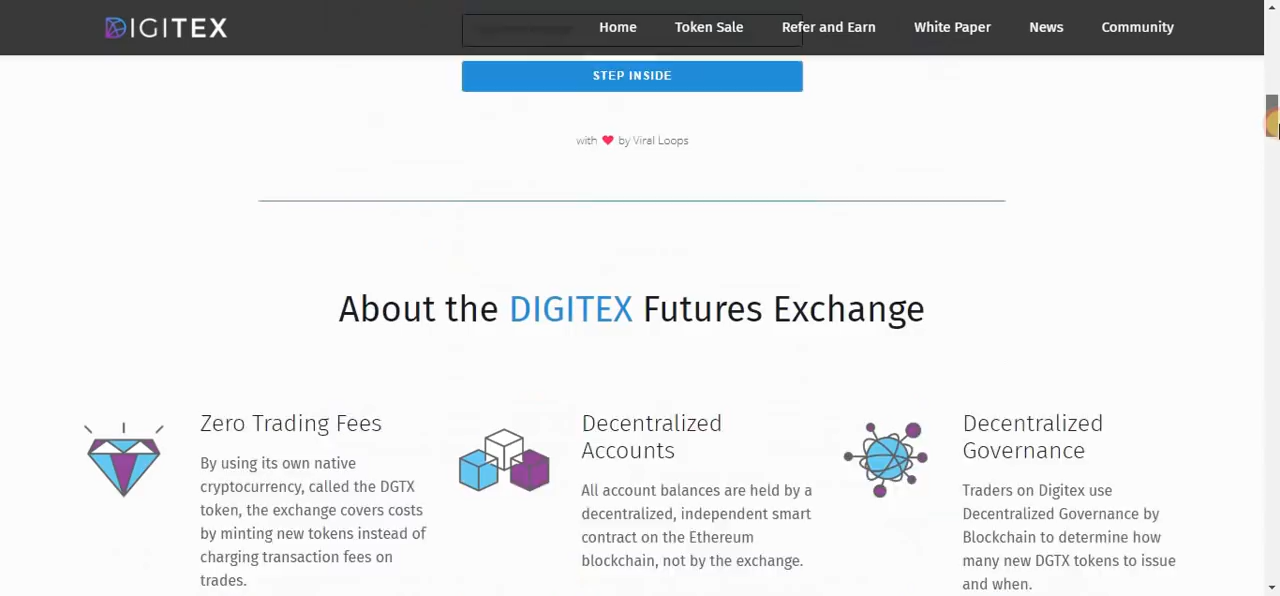 DIGITEX
Home Token Sale Refer and Earn White Paper News Community
STEP INSIDE
with ❤ by Viral Loops
About the DIGITEX Futures Exchange
Zero Trading Fees
By using its own native
cryptocurrency, called the DGTX
token, the exchange covers costs
by minting new tokens instead of
charging transaction fees on
trades.
Decentralized
Accounts
All account balances are held by a
decentralized, independent smart
contract on the Ethereum
blockchain, not by the exchange.
Decentralized
Governance
Traders on Digitex use
Decentralized Governance by
Blockchain to determine how
many new DGTX tokens to issue
and when.